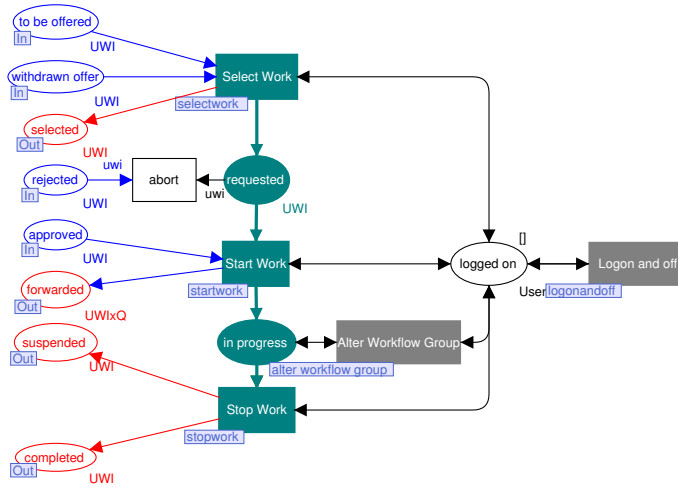 to be offered
In
UWI
withdrawn offer
In
UWI
Select Work
selectwork
selected
Out
UWI
uwi
rejected
In
UWI
abort
uwi
requested
UWI
approved
In
UWI
Start Work
startwork
[]
logged on
User
Logon and off
logonandoff
forwarded
Out
UWIxQ
suspended
Out
UWI
in progress
Alter Workflow Group
alter workflow group
Stop Work
stopwork
completed
Out
UWI